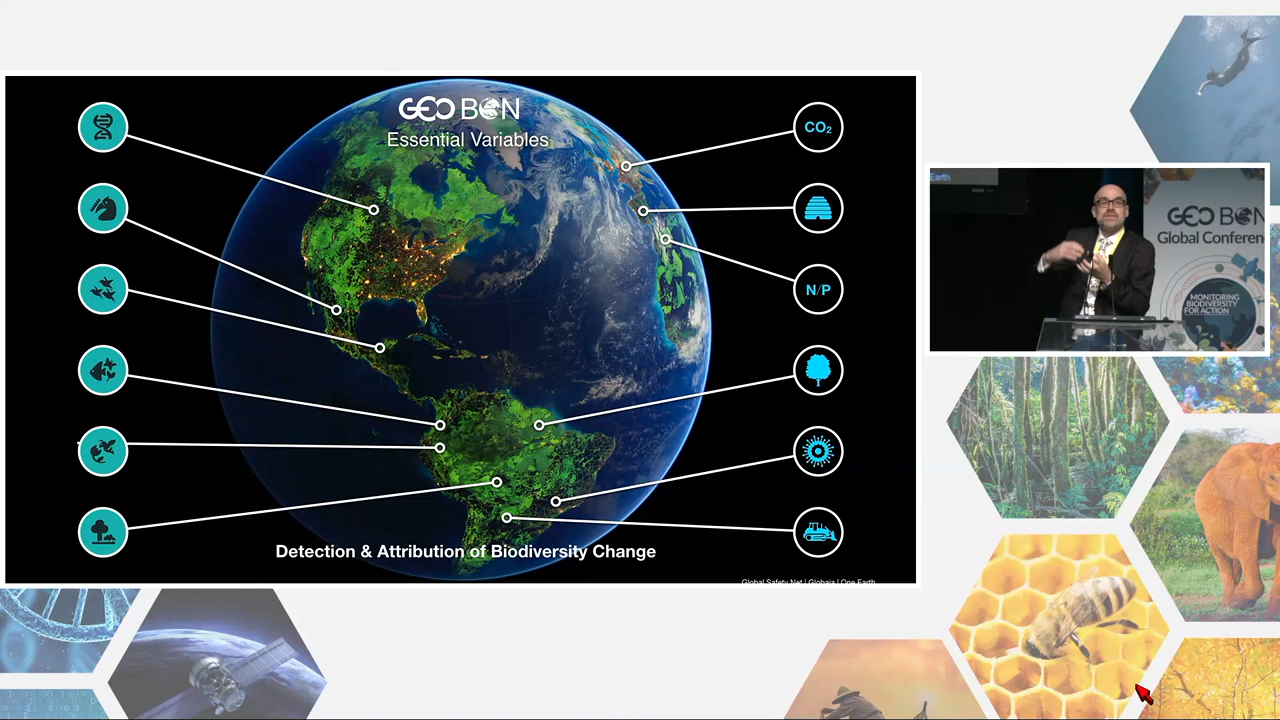 GEO BON
Essential Variables
CO₂
N/P
Detection & Attribution of Biodiversity Change
Global Safety Net | Globaia | One Earth
Earth
GEO BON
Global Conferen
MONITORING
BIODIVERSITY
FOR ACTION